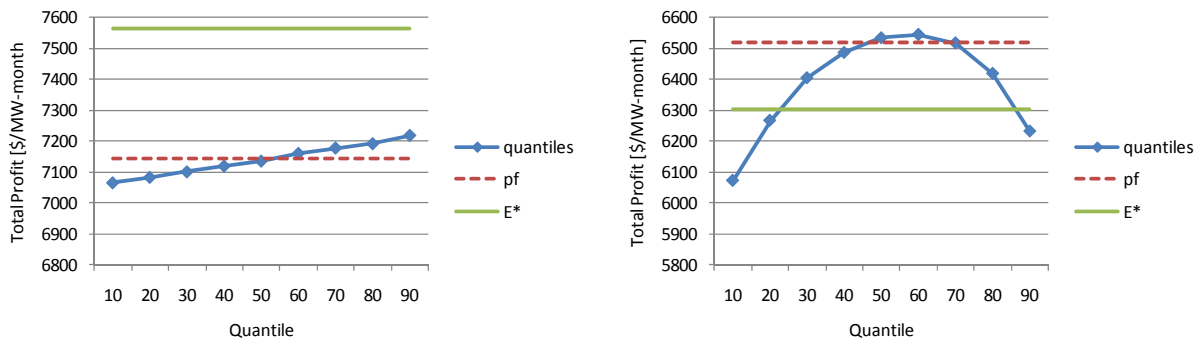 7600
7500
7400
7300
7200
7100
7000
6900
6800
Total Profit [$/MW-month]
10 20 30 40 50 60 70 80 90
Quantile
quantiles
pf
E*
6600
6500
6400
6300
6200
6100
6000
5900
5800
Total Profit [$/MW-month]
10 20 30 40 50 60 70 80 90
Quantile
quantiles
pf
E*